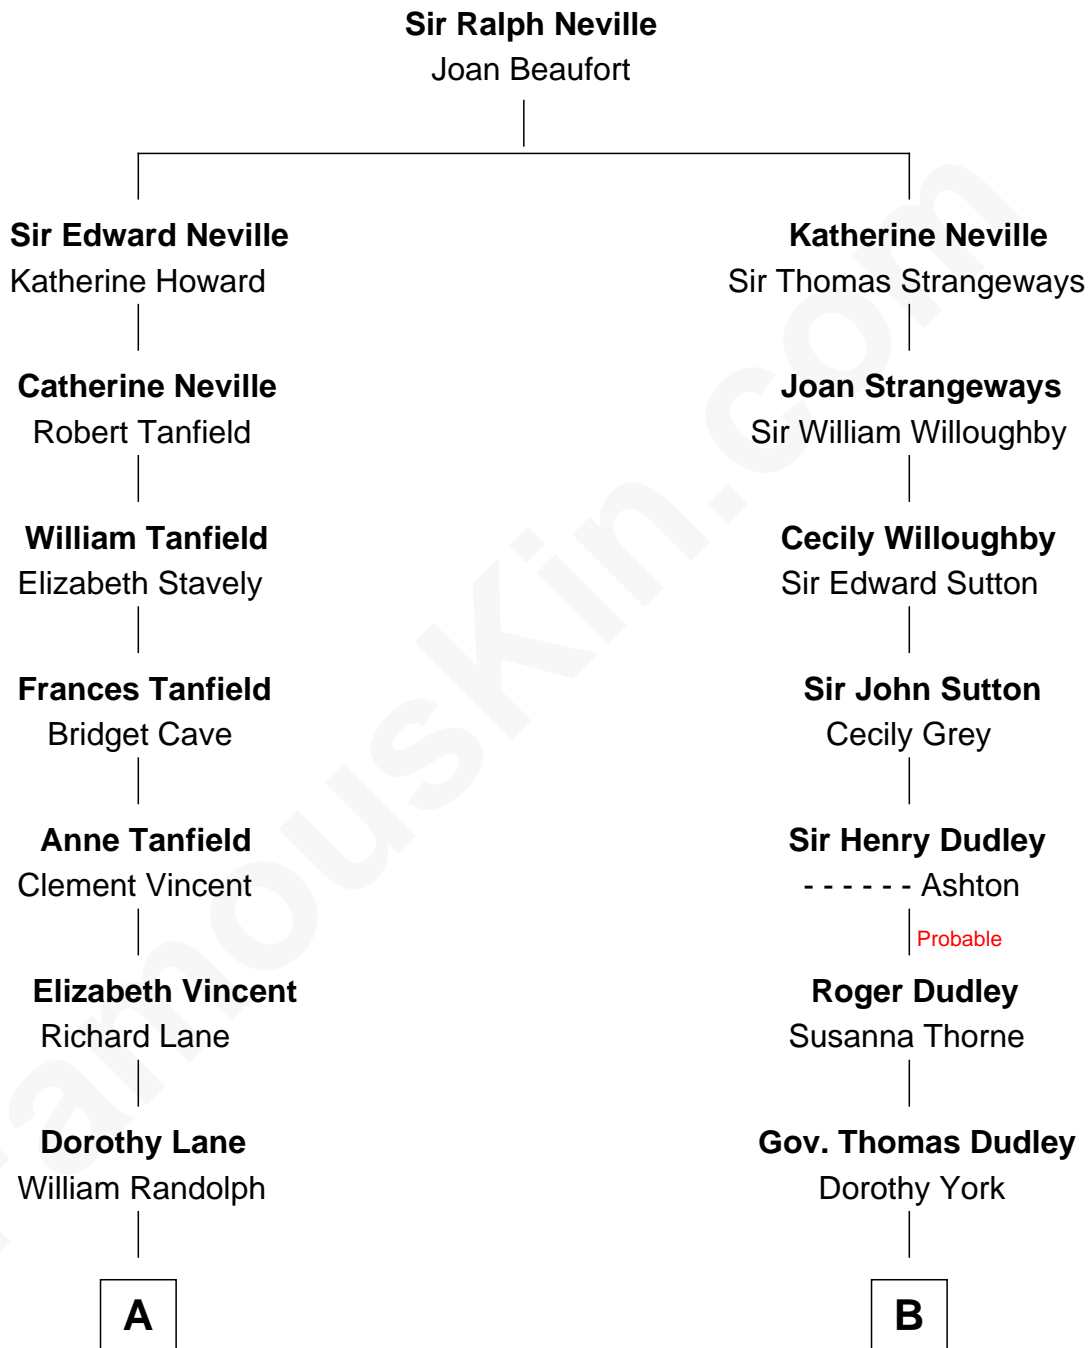 Sir Ralph Neville
Joan Beaufort
Sir Edward Neville
Katherine Howard
Katherine Neville
Sir Thomas Strangeways
Catherine Neville
Robert Tanfield
Joan Strangeways
Sir William Willoughby
William Tanfield
Elizabeth Stavely
Cecily Willoughby
Sir Edward Sutton
Frances Tanfield
Bridget Cave
Sir John Sutton
Cecily Grey
Anne Tanfield
Clement Vincent
Sir Henry Dudley
- - - - - - Ashton
Probable
Elizabeth Vincent
Richard Lane
Roger Dudley
Susanna Thorne
Dorothy Lane
William Randolph
Gov. Thomas Dudley
Dorothy York
A
B
FamousKin.com